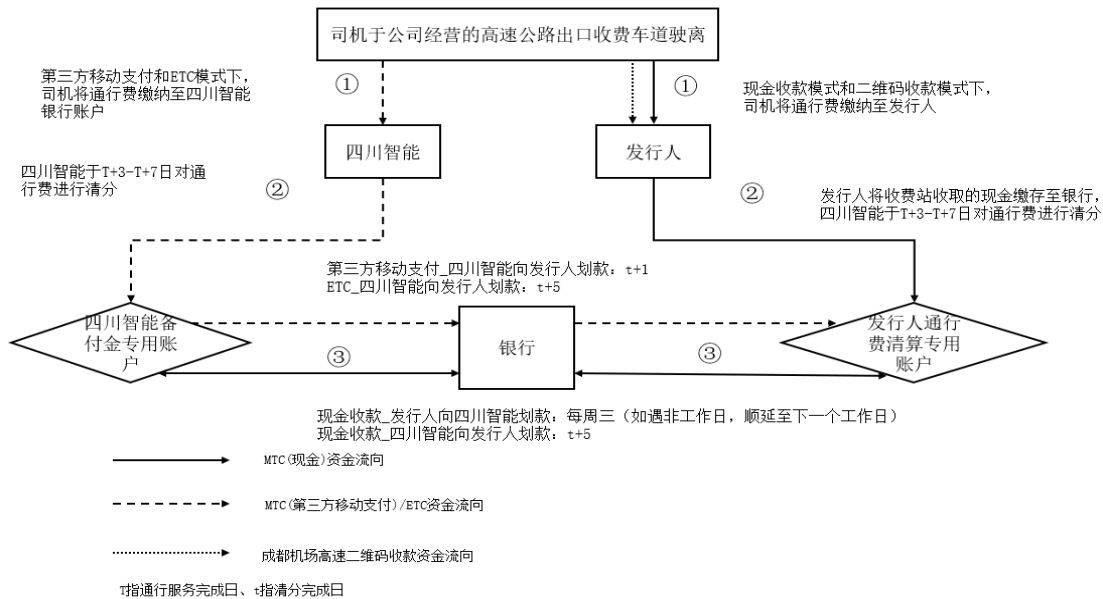 司机于公司经营的高速公路出口收费车道驶离
第三方移动支付和ETC模式下，
司机将通行费缴纳至四川智能
银行账户
①
①
现金收款模式和二维码收款模式下，
司机将通行费缴纳至发行人
四川智能
发行人
四川智能于T+3-T+7日对通
行费进行清分
②
②
发行人将收费站收取的现金缴存至银行，
四川智能于T+3-T+7日对通行费进行清分
第三方移动支付_四川智能向发行人划款：t+1
ETC_四川智能向发行人划款：t+5
四川智能备
付金专用账
户
③
银行
③
发行人通行
费清算专用
账户
现金收款_发行人向四川智能划款：每周三（如遇非工作日，顺延至下一个工作日）
现金收款_四川智能向发行人划款：t+5
MTC(现金)资金流向
MTC(第三方移动支付)/ETC资金流向
成都机场高速二维码收款资金流向
T指通行服务完成日、t指清分完成日